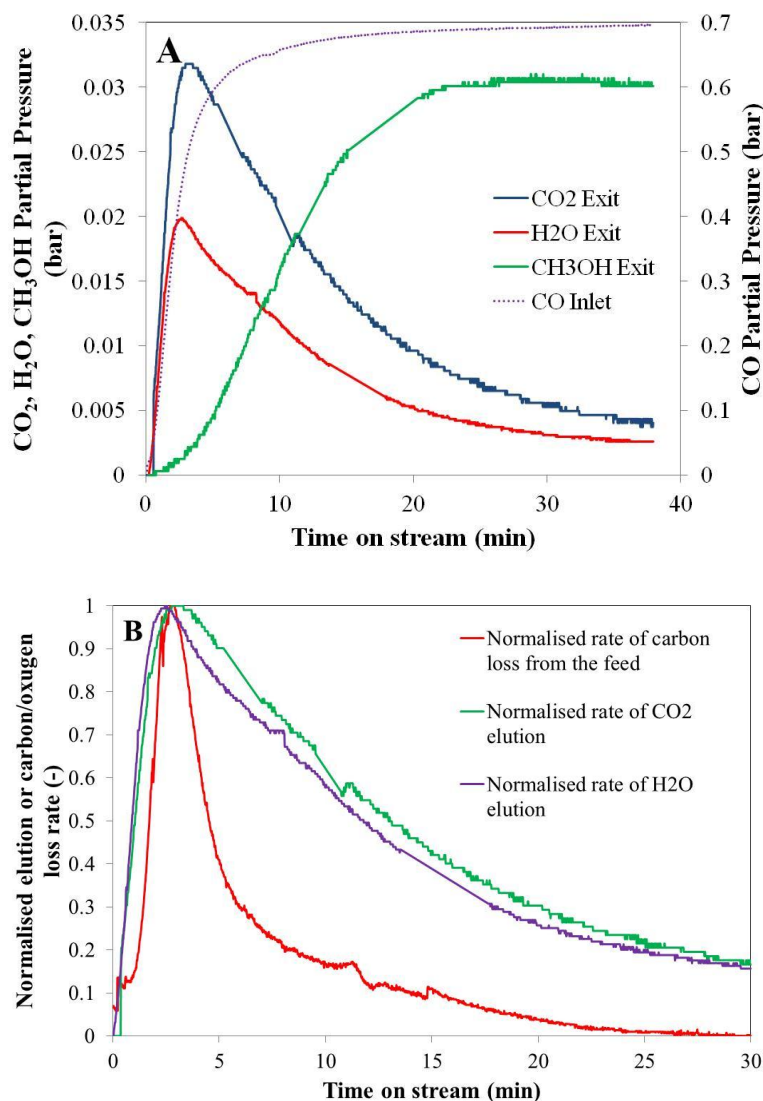 A
CO₂, H₂O, CH₃OH Partial Pressure
(bar)
0.035
0.03
0.025
0.02
0.015
0.01
0.005
0
0.7
0.6
0.5
0.4
0.3
0.2
0.1
0
CO Partial Pressure (bar)
CO2 Exit
H2O Exit
CH3OH Exit
CO Inlet
0 10 20 30 40
Time on stream (min)
B
Normalised elution or carbon/oxugen
loss rate (-)
1
0.9
0.8
0.7
0.6
0.5
0.4
0.3
0.2
0.1
0
Normalised rate of carbon
loss from the feed
Normalised rate of CO2
elution
Normalised rate of H2O
elution
0 5 10 15 20 25 30
Time on stream (min)